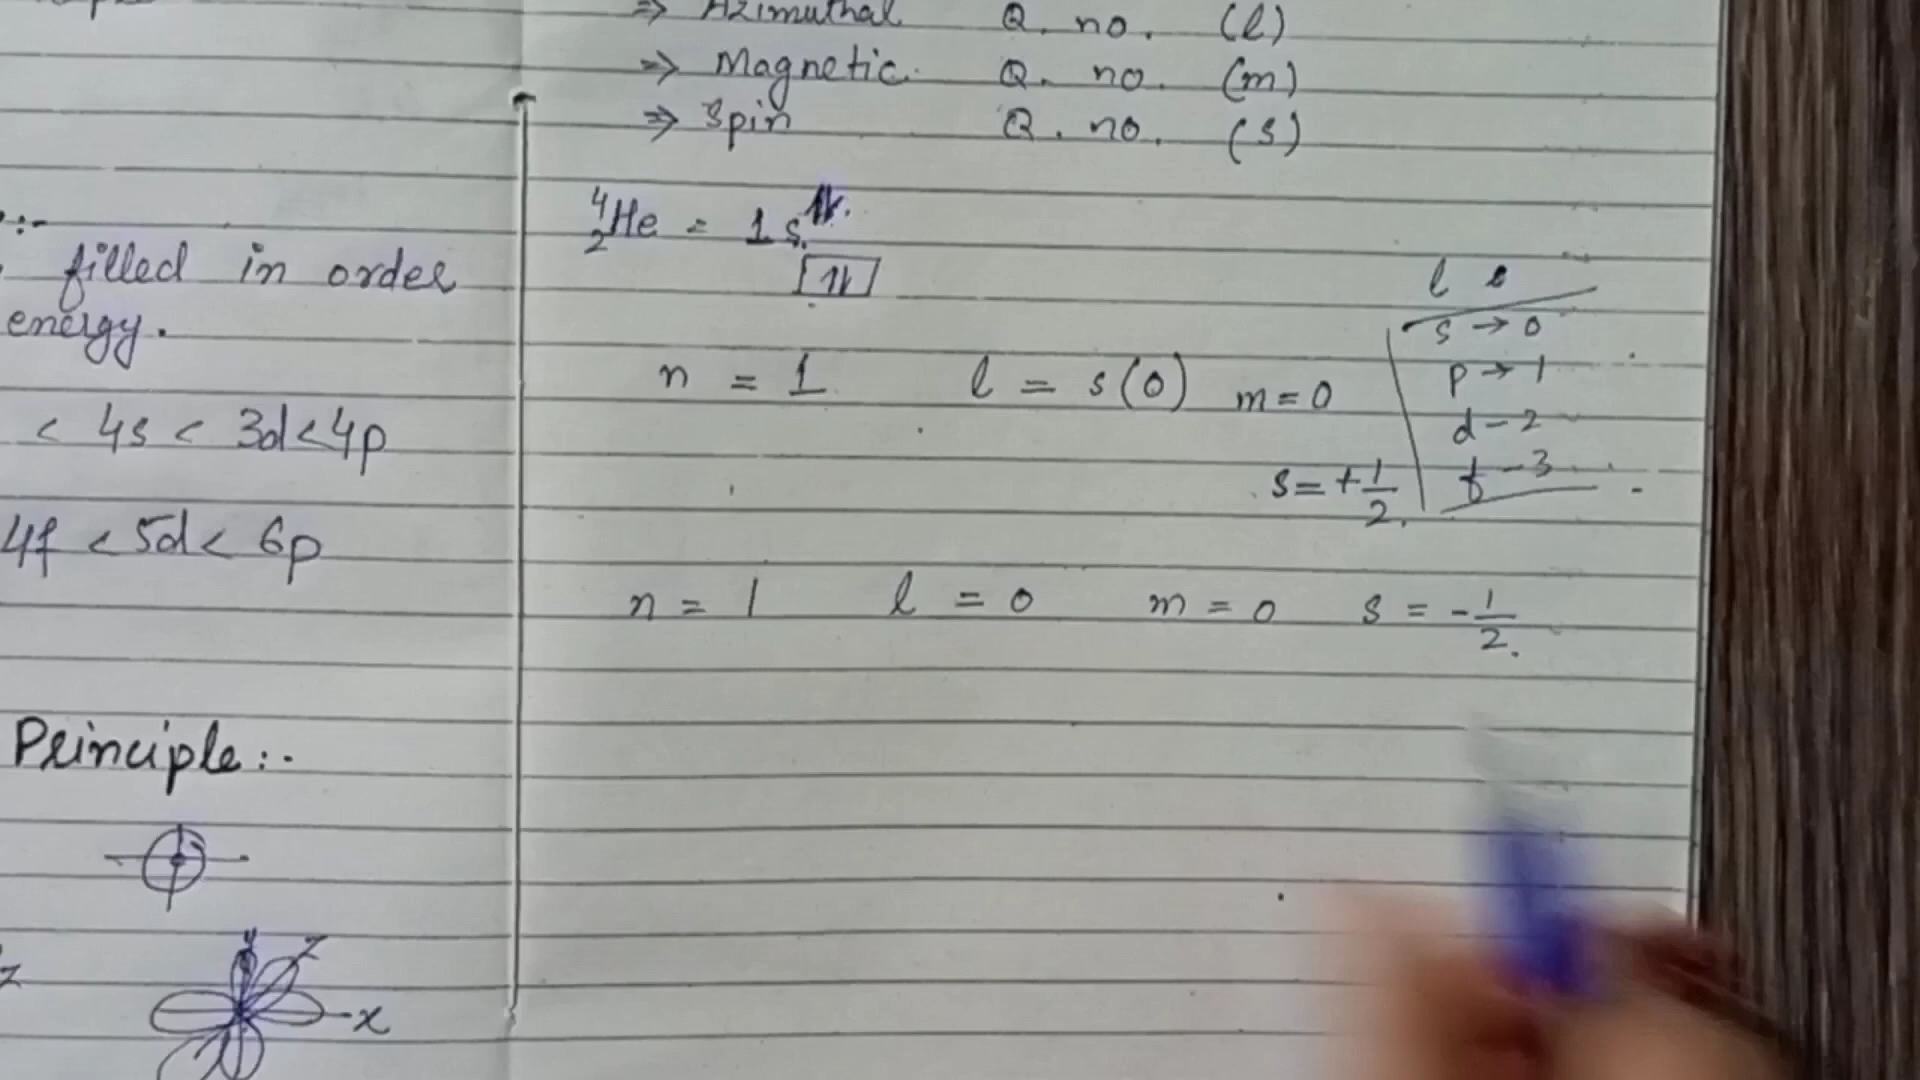 filled in order
energy.
< 4s < 3d < 4p
4f < 5d < 6p
Principle :-
y
z
x
z
⇒ Azimuthal Q. no. (l)
⇒ Magnetic Q. no. (m)
⇒ Spin Q. no. (s)
⁴₂He = 1s
n = 1 l = s(0) m = 0
s = +1/2.
l
s → 0
p → 1
d - 2
f - 3
n = 1 l = 0 m = 0 s = -1/2.